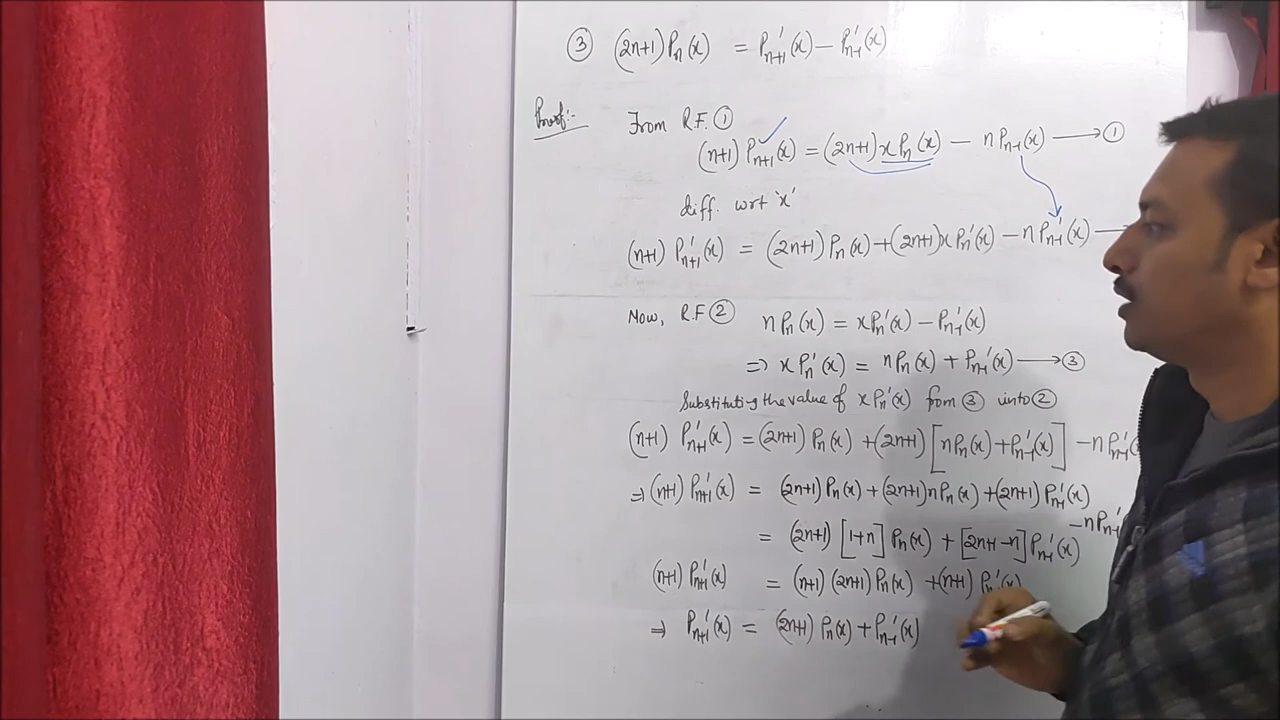 ③ (2n+1) Pn(x) = P'n+1(x) − P'n-1(x)
Proof:- From R.F. ①
(n+1) Pn+1(x) = (2n+1) x Pn(x) − n Pn-1(x) ⟶ ①
diff. wrt 'x'
(n+1) P'n+1(x) = (2n+1) Pn(x) + (2n+1) x P'n(x) − n P'n-1(x) ⟶
Now, R.F ② n Pn(x) = x P'n(x) − P'n-1(x)
⇒ x P'n(x) = n Pn(x) + P'n-1(x) ⟶ ③
Substituting the value of x P'n(x) from ③ into ②
(n+1) P'n+1(x) = (2n+1) Pn(x) + (2n+1) [n Pn(x) + P'n-1(x)] − n P'n-1(x
⇒ (n+1) P'n+1(x) = (2n+1) Pn(x) + (2n+1) n Pn(x) + (2n+1) P'n-1(x)
− n P'n-1
= (2n+1) [1+n] Pn(x) + [2n+1−n] P'n-1(x)
(n+1) P'n+1(x) = (n+1) (2n+1) Pn(x) + (n+1) P'n-1(x)
⇒ P'n+1(x) = (2n+1) Pn(x) + P'n-1(x)